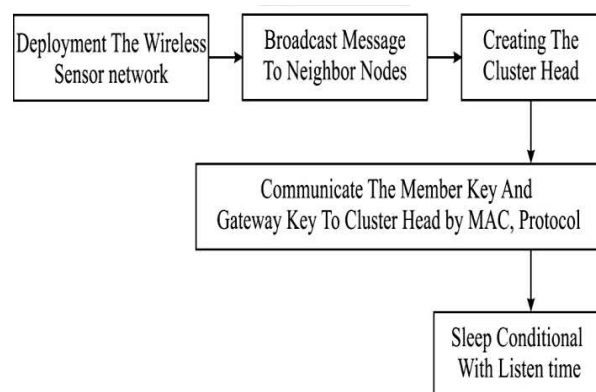 Deployment The Wireless
Sensor network
Broadcast Message
To Neighbor Nodes
Creating The
Cluster Head
Communicate The Member Key And
Gateway Key To Cluster Head by MAC, Protocol
Sleep Conditional
With Listen time